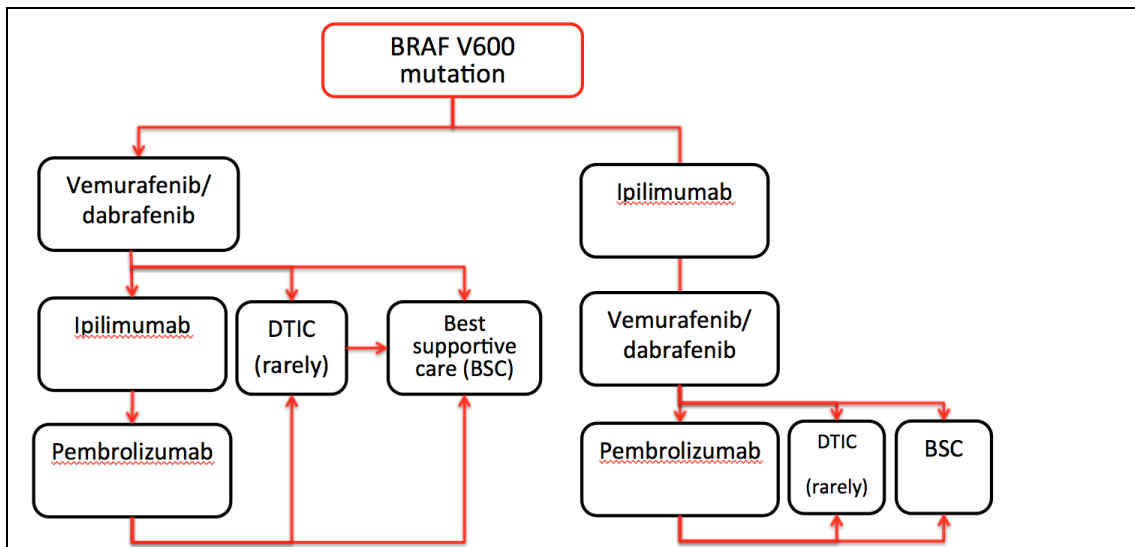 BRAF V600
mutation
Vemurafenib/
dabrafenib
Ipilimumab
Ipilimumab
DTIC
(rarely)
Best
supportive
care (BSC)
Vemurafenib/
dabrafenib
Pembrolizumab
Pembrolizumab
DTIC
(rarely)
BSC